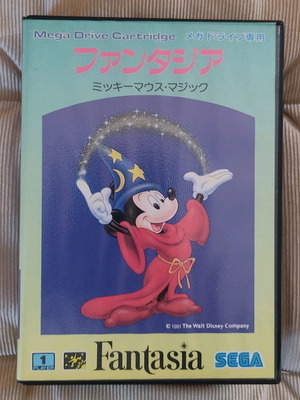 Mega Drive Cartridge メガドライブ専用
ファンタジア
ミッキーマウス・マジック
© 1991 The Walt Disney Company
1
PLAYER
Fantasia
SEGA